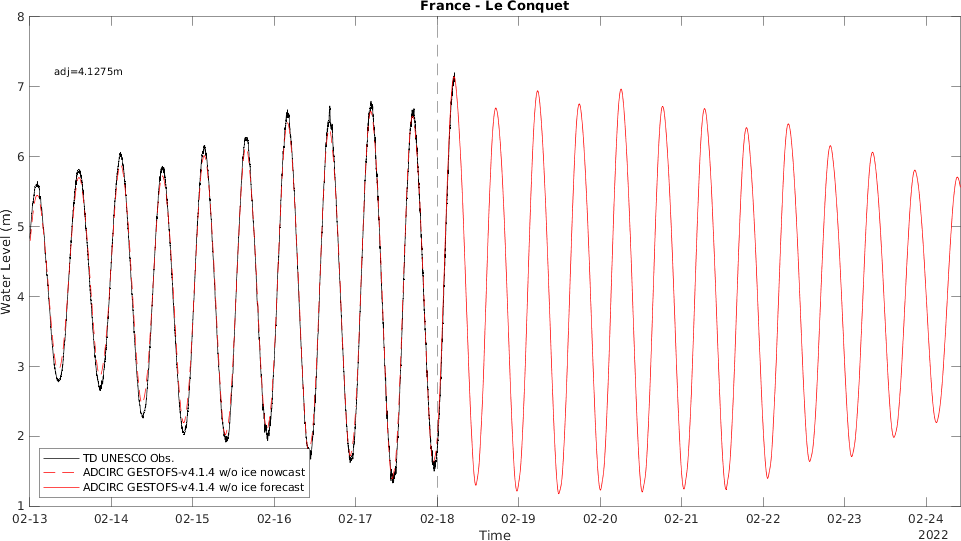 France - Le Conquet
8
7
6
5
4
3
2
1
adj=4.1275m
Water Level (m)
TD UNESCO Obs.
ADCIRC GESTOFS-v4.1.4 w/o ice nowcast
ADCIRC GESTOFS-v4.1.4 w/o ice forecast
02-13 02-14 02-15 02-16 02-17 02-18 02-19 02-20 02-21 02-22 02-23 02-24
Time
2022